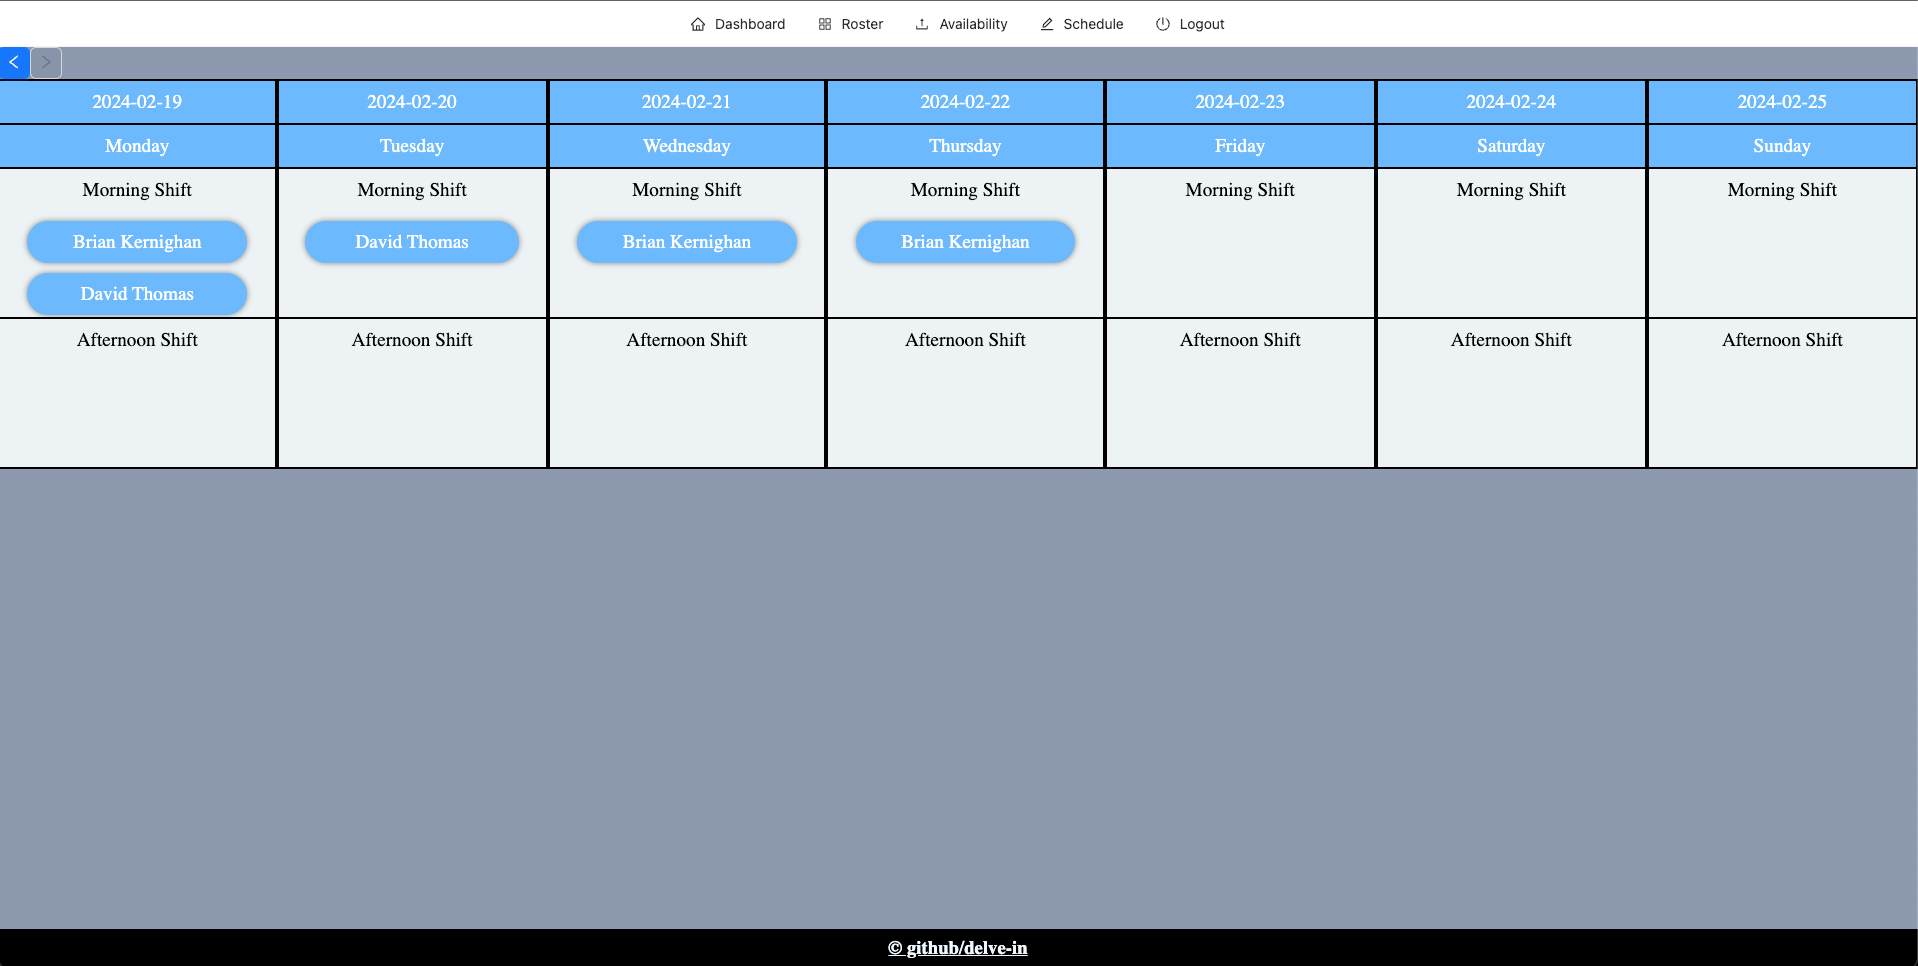 Dashboard Roster Availability Schedule Logout
2024-02-19 2024-02-20 2024-02-21 2024-02-22 2024-02-23 2024-02-24 2024-02-25
Monday Tuesday Wednesday Thursday Friday Saturday Sunday
Morning Shift Morning Shift Morning Shift Morning Shift Morning Shift Morning Shift Morning Shift
Brian Kernighan David Thomas Brian Kernighan Brian Kernighan
David Thomas
Afternoon Shift Afternoon Shift Afternoon Shift Afternoon Shift Afternoon Shift Afternoon Shift Afternoon Shift
© github/delve-in